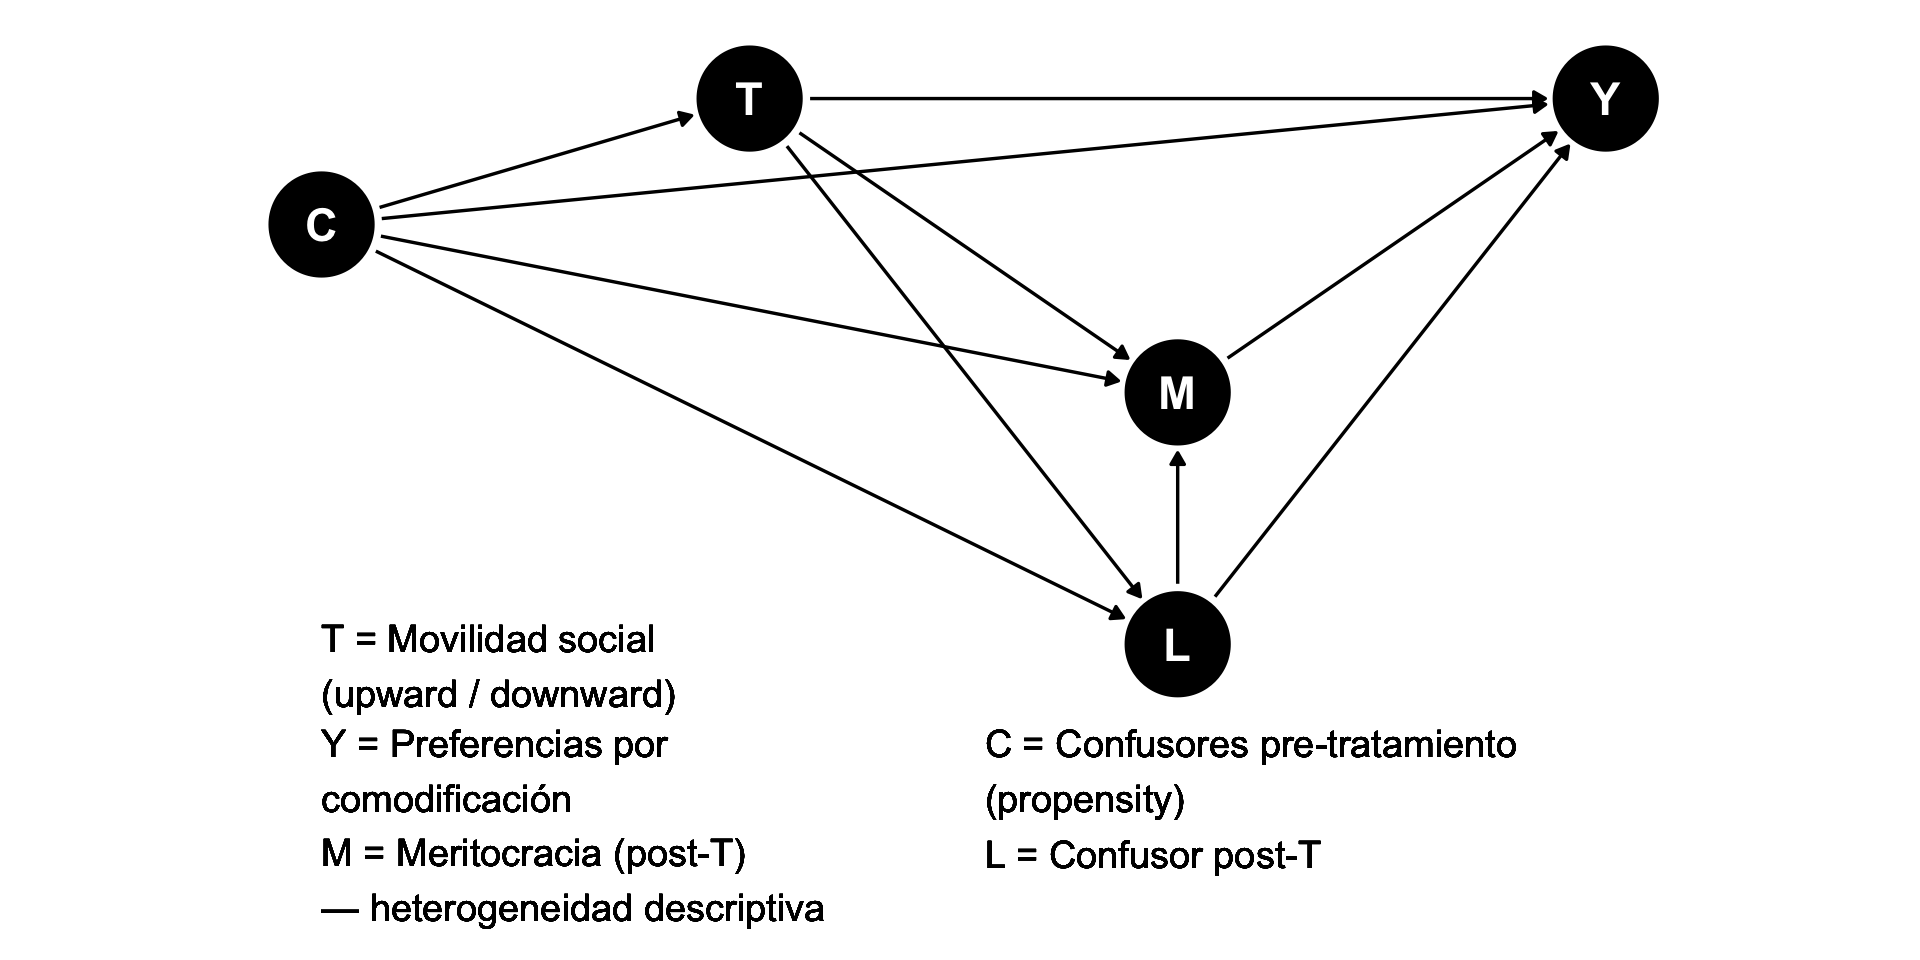 T
Y
C
M
L
T = Movilidad social
(upward / downward)
Y = Preferencias por
comodificación
M = Meritocracia (post-T)
— heterogeneidad descriptiva
C = Confusores pre-tratamiento
(propensity)
L = Confusor post-T